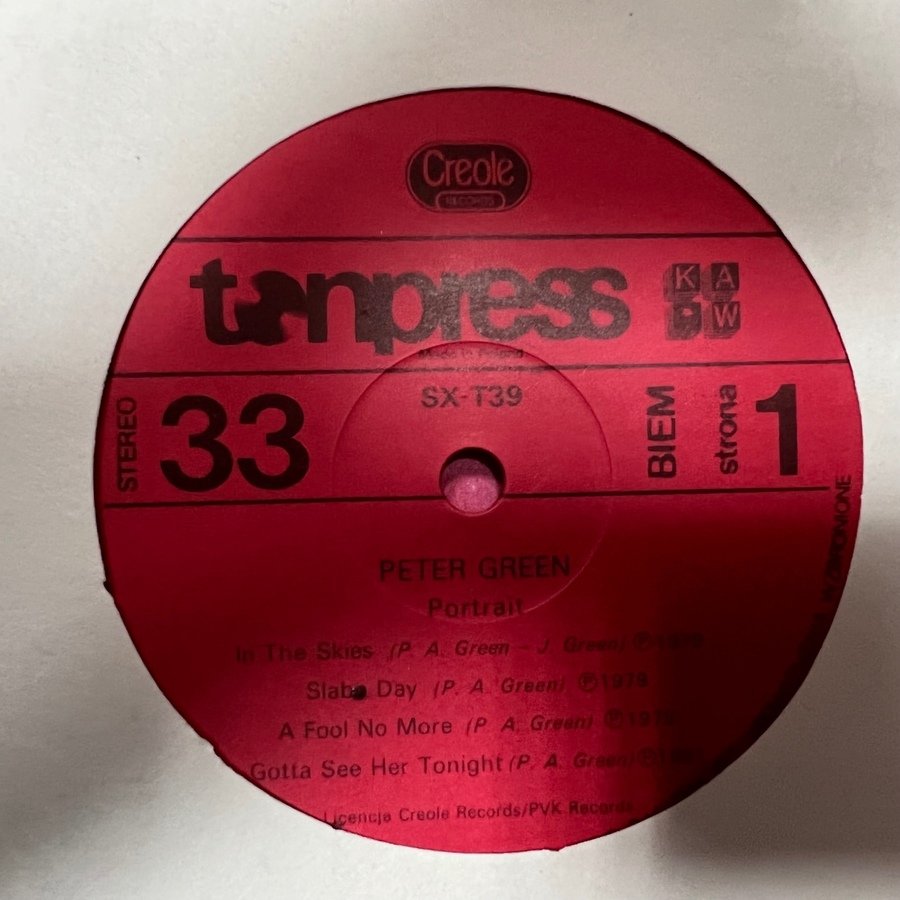 Creole
RECORDS
tonpress
KA
W
Made in Poland
SX-T39
STEREO
33
BIEM
strona
1
PETER GREEN
Portrait
In The Skies (P. A. Green – J. Green) ℗1979
Slabo Day (P. A. Green) ℗1978
A Fool No More (P. A. Green) ℗
Gotta See Her Tonight (P. A. Green) ℗
Licencja Creole Records/PVK Records